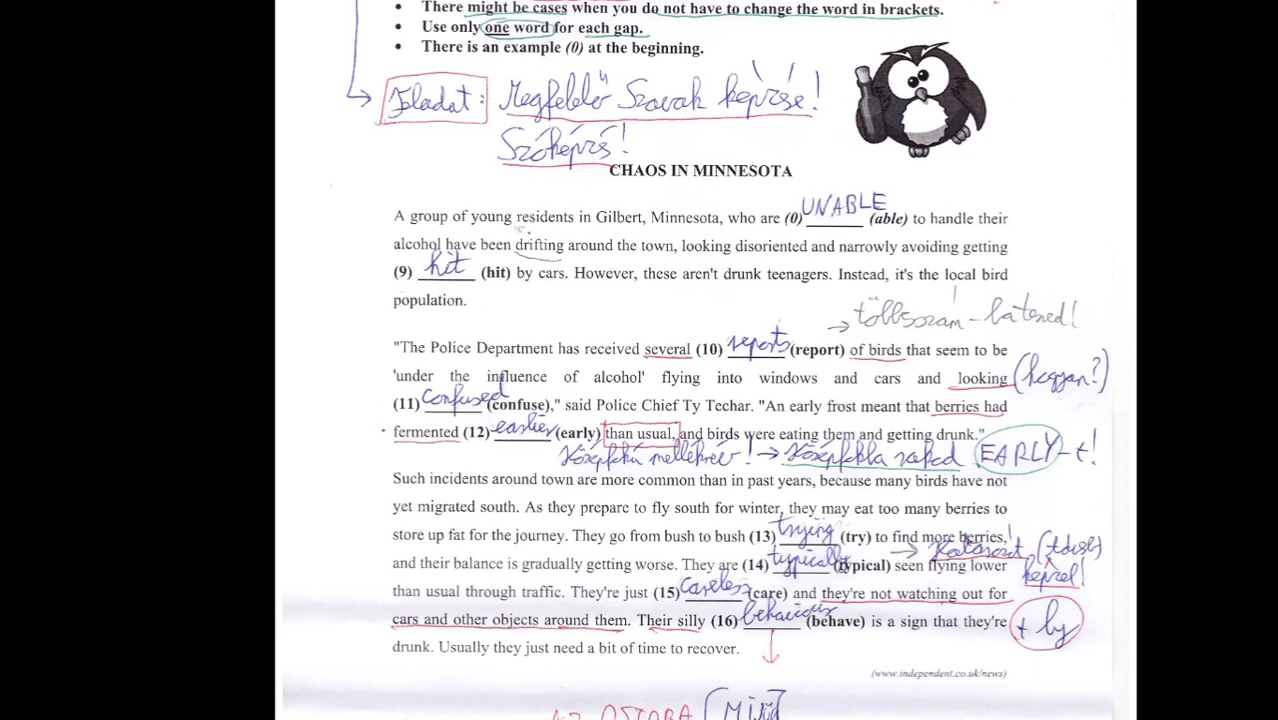 • There might be cases when you do not have to change the word in brackets.
• Use only one word for each gap.
• There is an example (0) at the beginning.
Feladat: Megfelelő Szavak képzése!
Szóképzés!
CHAOS IN MINNESOTA
A group of young residents in Gilbert, Minnesota, who are (0) UNABLE (able) to handle their
alcohol have been drifting around the town, looking disoriented and narrowly avoiding getting
(9) hit (hit) by cars. However, these aren't drunk teenagers. Instead, it's the local bird
population.
→ többesszám -
"The Police Department has received several (10) reports (report) of birds that seem to be
'under the influence of alcohol' flying into windows and cars and looking (hogyan?)
(11) confused (confuse)," said Police Chief Ty Techar. "An early frost meant that berries had
fermented (12) earlier (early) than usual, and birds were eating them and getting drunk."
Középfokú ! → EARLY-t!
Such incidents around town are more common than in past years, because many birds have not
yet migrated south. As they prepare to fly south for winter, they may eat too many berries to
store up fat for the journey. They go from bush to bush (13) trying (try) to find more berries,
and their balance is gradually getting worse. They are (14) typically (typical) seen flying lower
than usual through traffic. They're just (15) careless (care) and they're not watching out for
cars and other objects around them. Their silly (16) behaviour (behave) is a sign that they're
+ ly
drunk. Usually they just need a bit of time to recover.
(www.independent.co.uk/news)